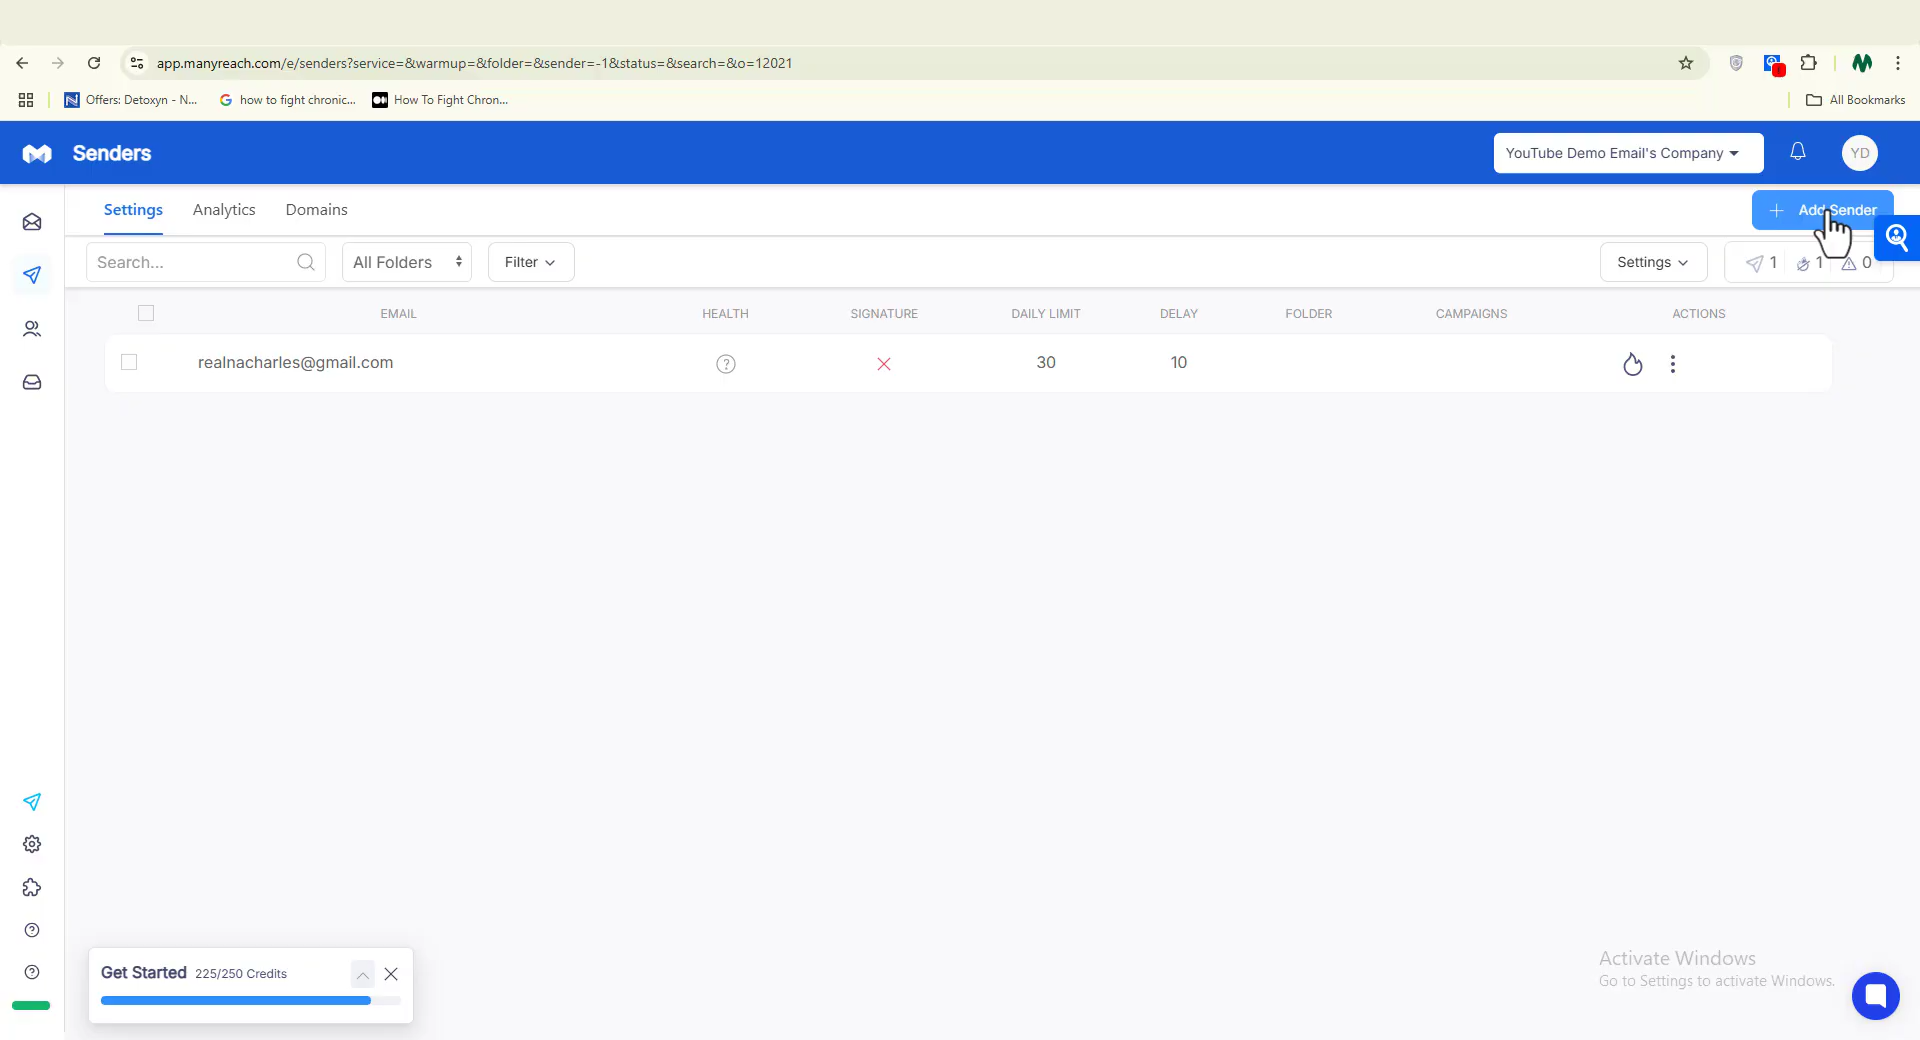 app.manyreach.com/e/senders?service=&warmup=&folder=&sender=-1&status=&search=&o=12021
Offers: Detoxyn - N...
how to fight chronic...
How To Fight Chron...
All Bookmarks
Senders
YouTube Demo Email's Company
YD
Settings
Analytics
Domains
+ Add Sender
Search...
All Folders
Filter
Settings
1
1
0
EMAIL
HEALTH
SIGNATURE
DAILY LIMIT
DELAY
FOLDER
CAMPAIGNS
ACTIONS
realnacharles@gmail.com
30
10
Get Started 225/250 Credits
Activate Windows
Go to Settings to activate Windows.